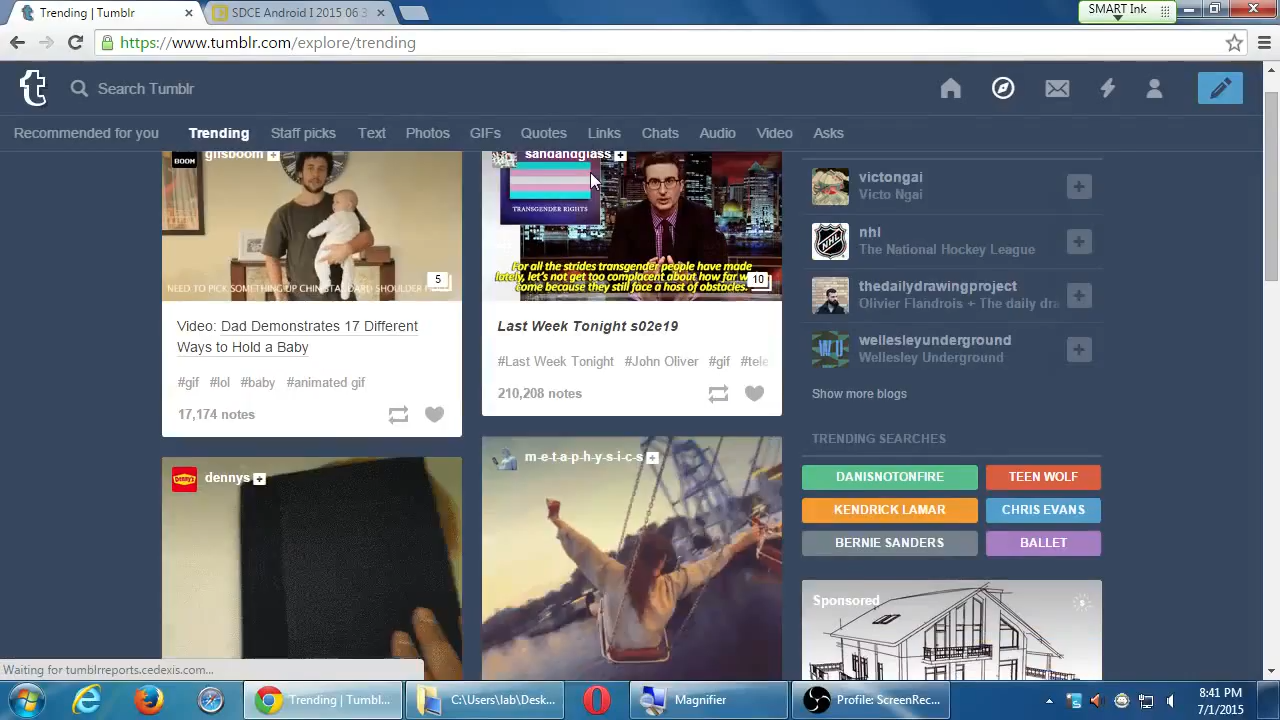 Trending | Tumblr
SDCE Android I 2015 06 3
SMART Ink
https://www.tumblr.com/explore/trending
Search Tumblr
Recommended for you Trending Staff picks Text Photos GIFs Quotes Links Chats Audio Video Asks
BOOM gifsboom
NEED TO PICK SOMETHING UP CHIN STANDARD SHOULDER
5
Video: Dad Demonstrates 17 Different
Ways to Hold a Baby
#gif #lol #baby #animated gif
17,174 notes
dennys
sandandglass
TRANSGENDER RIGHTS
For all the strides transgender people have made
lately, let's not get too complacent about how far w
come because they still face a host of obstacles.
10
Last Week Tonight s02e19
#Last Week Tonight #John Oliver #gif #tele
210,208 notes
m-e-t-a-p-h-y-s-i-c-s
victongai
Victo Ngai
nhl
The National Hockey League
thedailydrawingproject
Olivier Flandrois + The daily dra
wellesleyunderground
Wellesley Underground
Show more blogs
TRENDING SEARCHES
DANISNOTONFIRE TEEN WOLF
KENDRICK LAMAR CHRIS EVANS
BERNIE SANDERS BALLET
Sponsored
Waiting for tumblrreports.cedexis.com...
Trending | Tumbl...
C:\Users\lab\Desk...
Magnifier
Profile: ScreenRec...
8:41 PM
7/1/2015